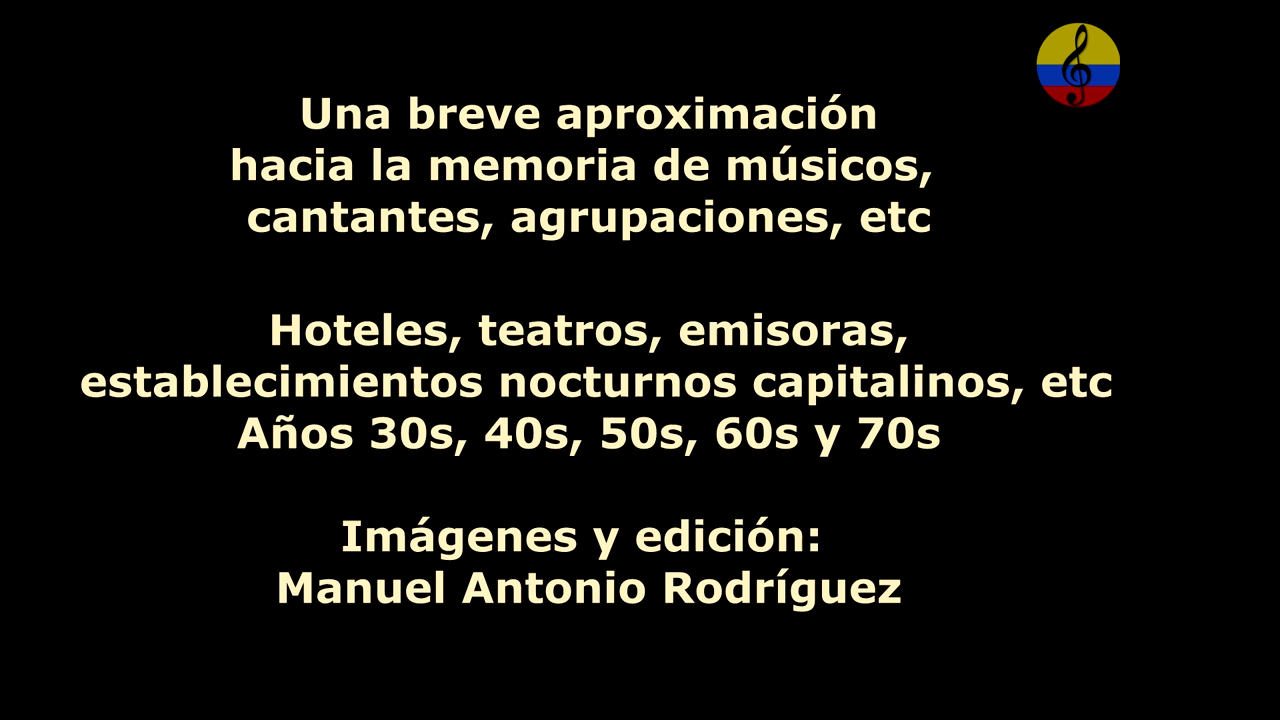 Una breve aproximación
hacia la memoria de músicos,
cantantes, agrupaciones, etc
Hoteles, teatros, emisoras,
establecimientos nocturnos capitalinos, etc
Años 30s, 40s, 50s, 60s y 70s
Imágenes y edición:
Manuel Antonio Rodríguez